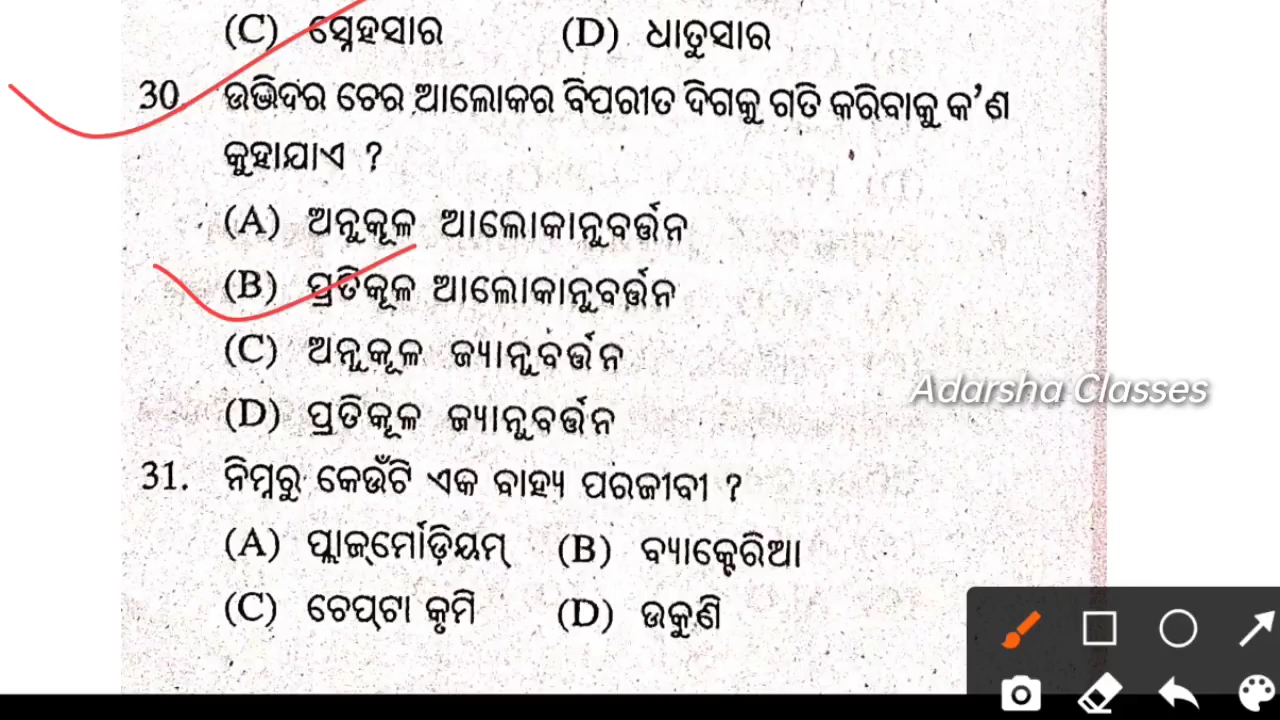 (C) ସ୍ନେହସାର (D) ଧାତୁସାର
30. ଉଦ୍ଭିଦର ଚେର ଆଲୋକର ବିପରୀତ ଦିଗକୁ ଗତି କରିବାକୁ କ'ଣ
କୁହାଯାଏ ?
(A) ଅନୁକୂଳ ଆଲୋକାନୁବର୍ତ୍ତନ
(B) ପ୍ରତିକୂଳ ଆଲୋକାନୁବର୍ତ୍ତନ
(C) ଅନୁକୂଳ ଜ୍ୟାନୁବର୍ତ୍ତନ
(D) ପ୍ରତିକୂଳ ଜ୍ୟାନୁବର୍ତ୍ତନ
Adarsha Classes
31. ନିମ୍ନରୁ କେଉଁଟି ଏକ ବାହ୍ୟ ପରଜୀବୀ ?
(A) ପ୍ଲାଜ୍‌ମୋଡ଼ିୟମ୍ (B) ବ୍ୟାକ୍ଟେରିଆ
(C) ଚେପ୍‌ଟା କୃମି (D) ଉକୁଣି